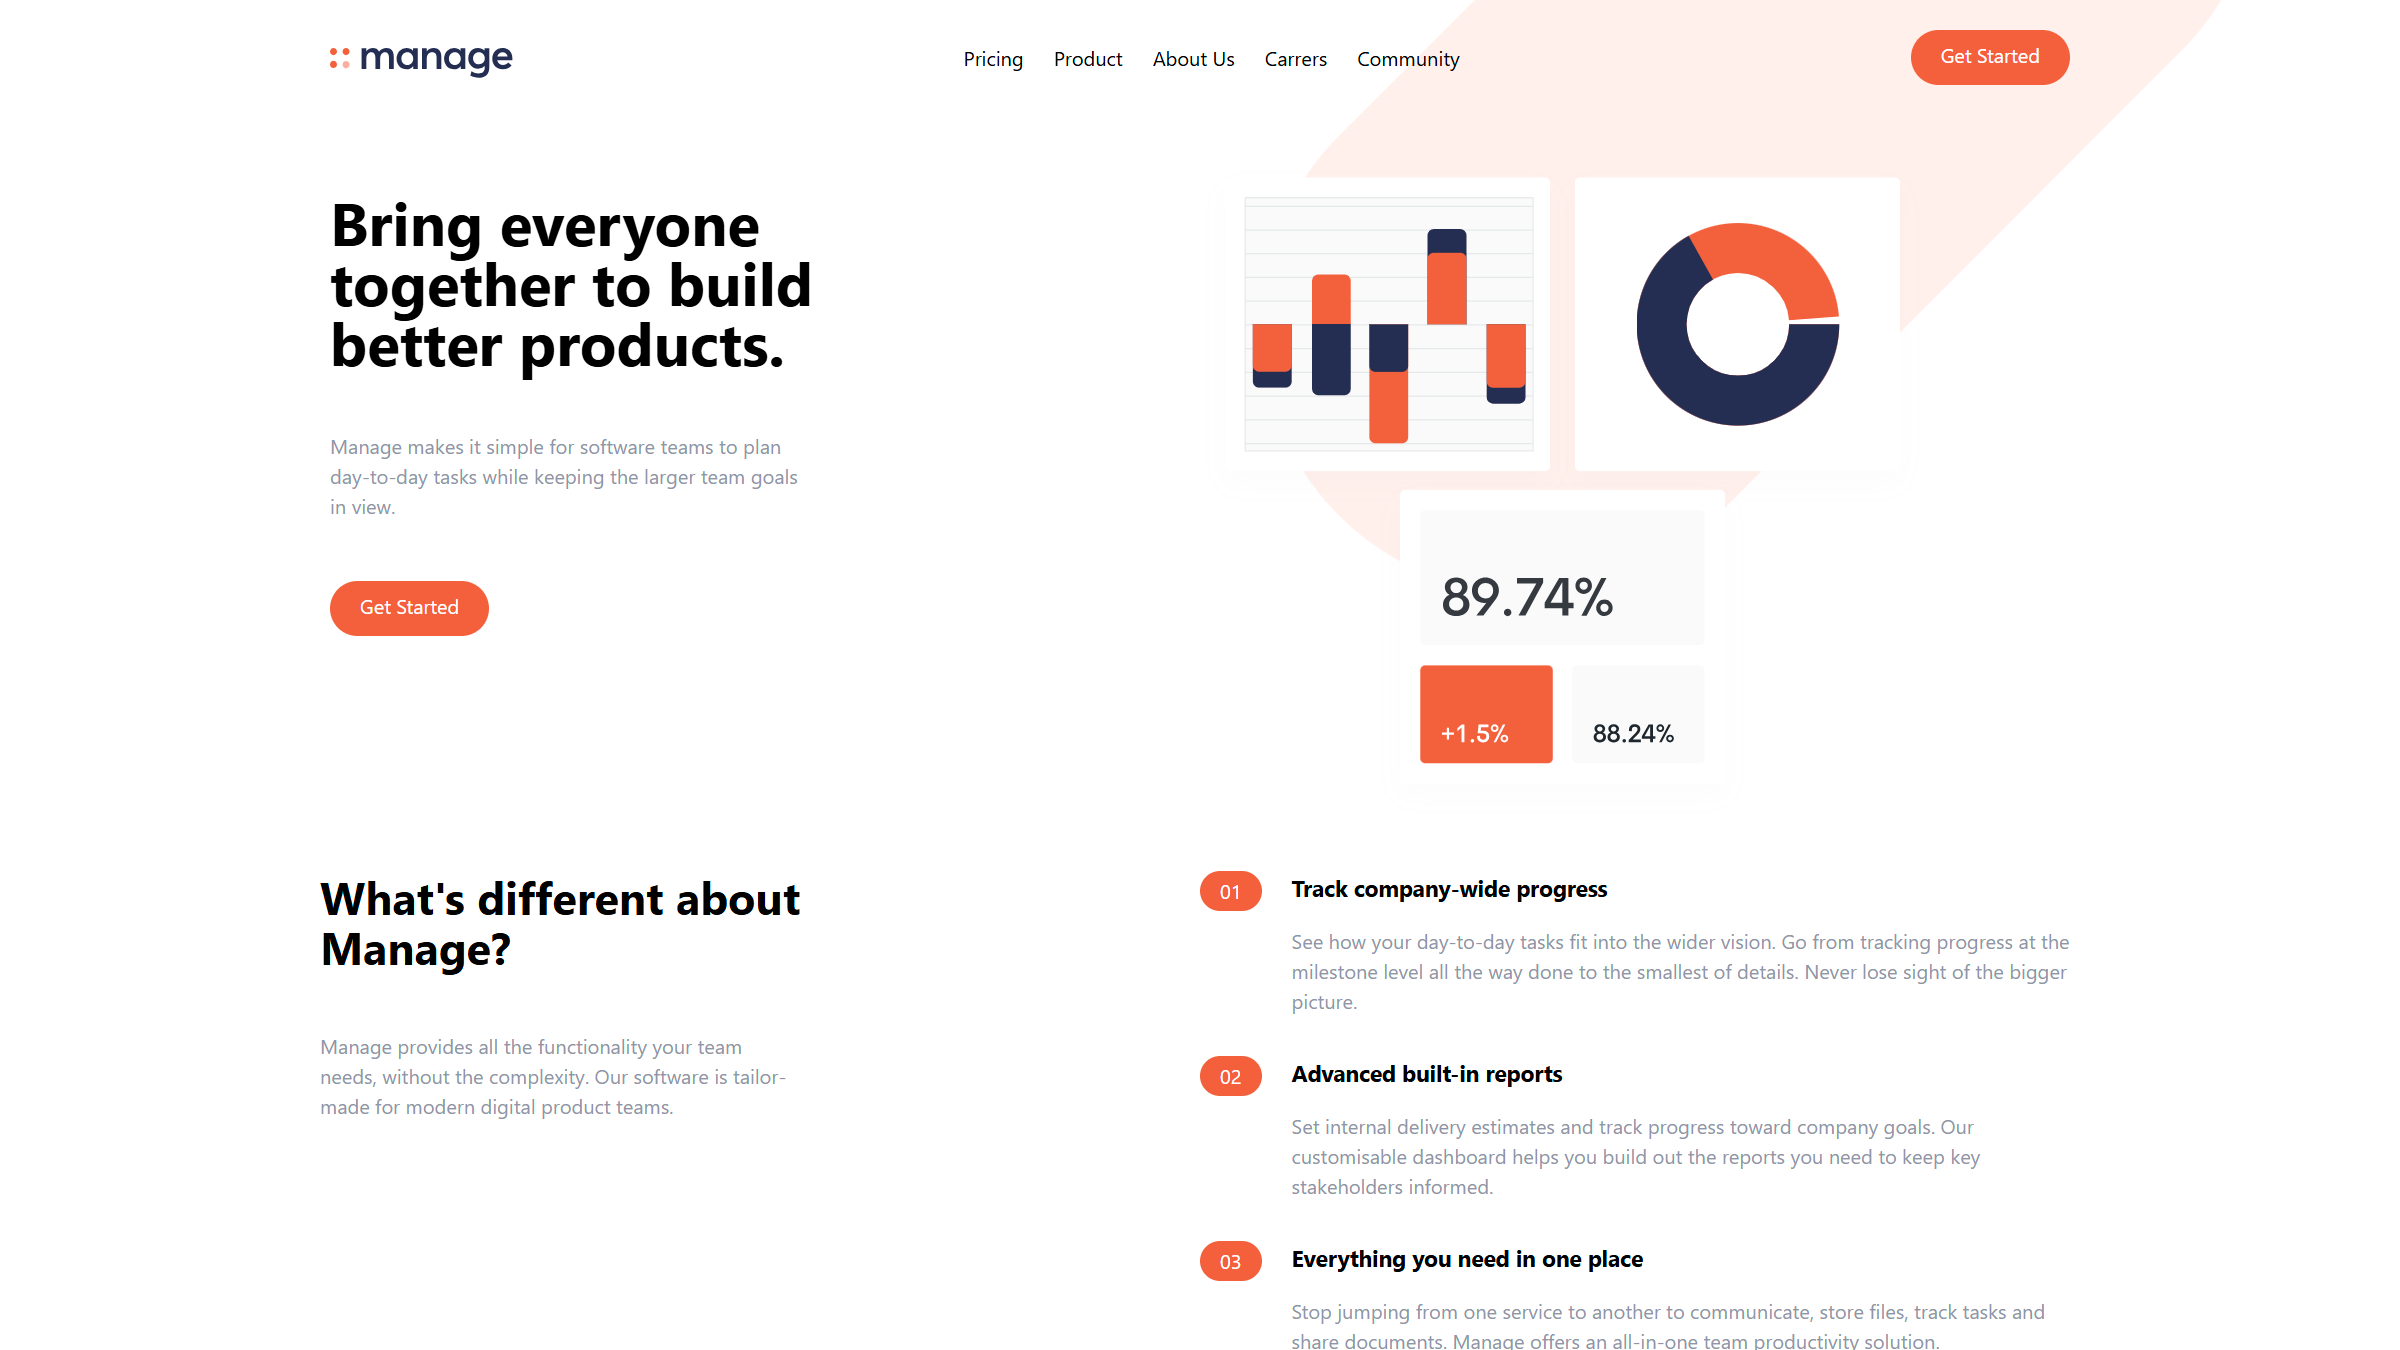 manage
Pricing Product About Us Carrers Community
Get Started
Bring everyone
together to build
better products.
Manage makes it simple for software teams to plan
day-to-day tasks while keeping the larger team goals
in view.
Get Started
89.74%
+1.5%
88.24%
What's different about
Manage?
Manage provides all the functionality your team
needs, without the complexity. Our software is tailor-
made for modern digital product teams.
01
Track company-wide progress
See how your day-to-day tasks fit into the wider vision. Go from tracking progress at the
milestone level all the way done to the smallest of details. Never lose sight of the bigger
picture.
02
Advanced built-in reports
Set internal delivery estimates and track progress toward company goals. Our
customisable dashboard helps you build out the reports you need to keep key
stakeholders informed.
03
Everything you need in one place
Stop jumping from one service to another to communicate, store files, track tasks and
share documents. Manage offers an all-in-one team productivity solution.